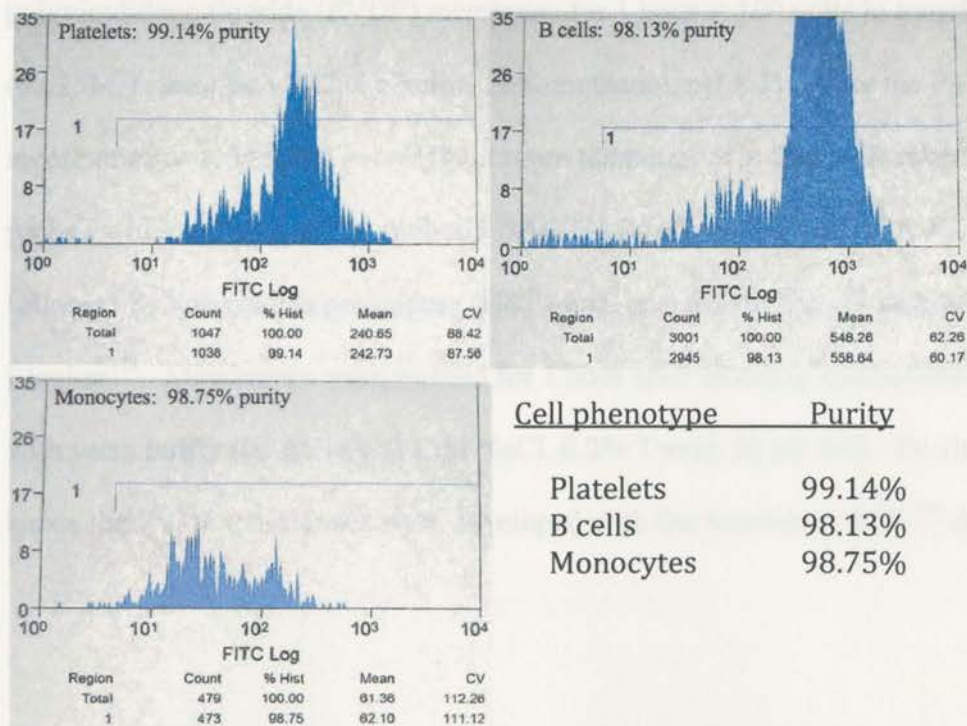 Platelets: 99.14% purity
35
26
17
8
0
1
10⁰ 10¹ 10² 10³ 10⁴
FITC Log
Region Count % Hist Mean CV
Total 1047 100.00 240.65 88.42
1 1036 99.14 242.73 87.56
B cells: 98.13% purity
35
26
17
8
0
1
10⁰ 10¹ 10² 10³ 10⁴
FITC Log
Region Count % Hist Mean CV
Total 3001 100.00 548.26 62.26
1 2945 98.13 558.64 60.17
Monocytes: 98.75% purity
35
26
17
8
0
1
10⁰ 10¹ 10² 10³ 10⁴
FITC Log
Region Count % Hist Mean CV
Total 479 100.00 61.36 112.26
1 473 98.75 62.10 111.12
Cell phenotype Purity
Platelets 99.14%
B cells 98.13%
Monocytes 98.75%